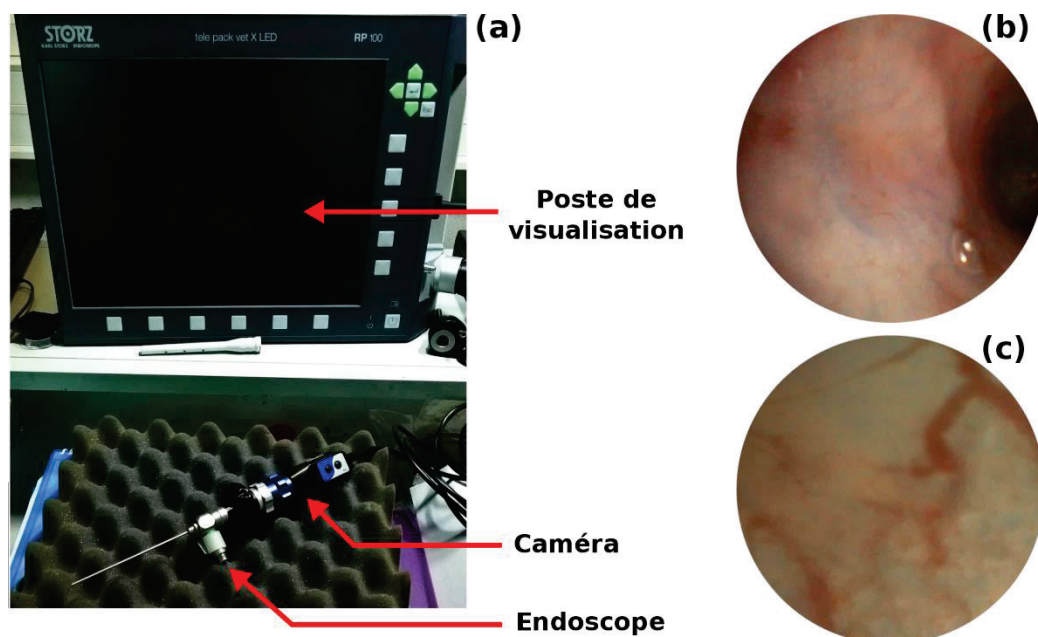 STORZ
KARL STORZ ENDOSKOPE
tele pack vet X LED
RP 100
(a)
(b)
Poste de
visualisation
(c)
Caméra
Endoscope